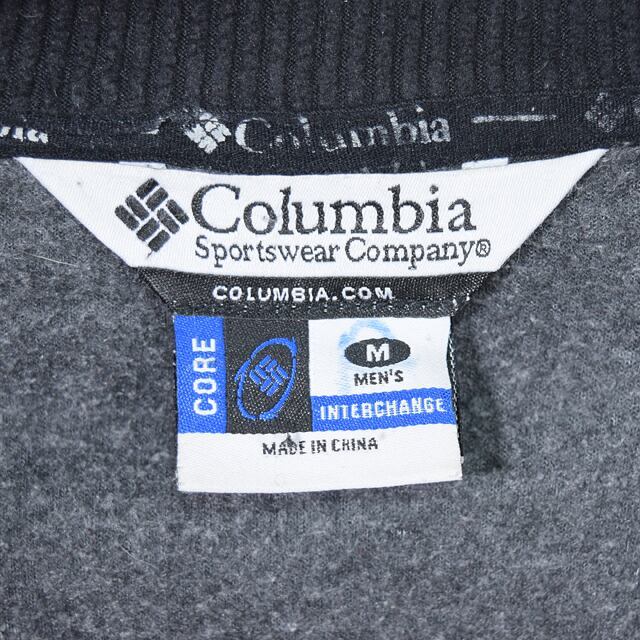 Columbia
Columbia
Sportswear Company®
COLUMBIA.COM
CORE
M
MEN'S
INTERCHANGE
MADE IN CHINA